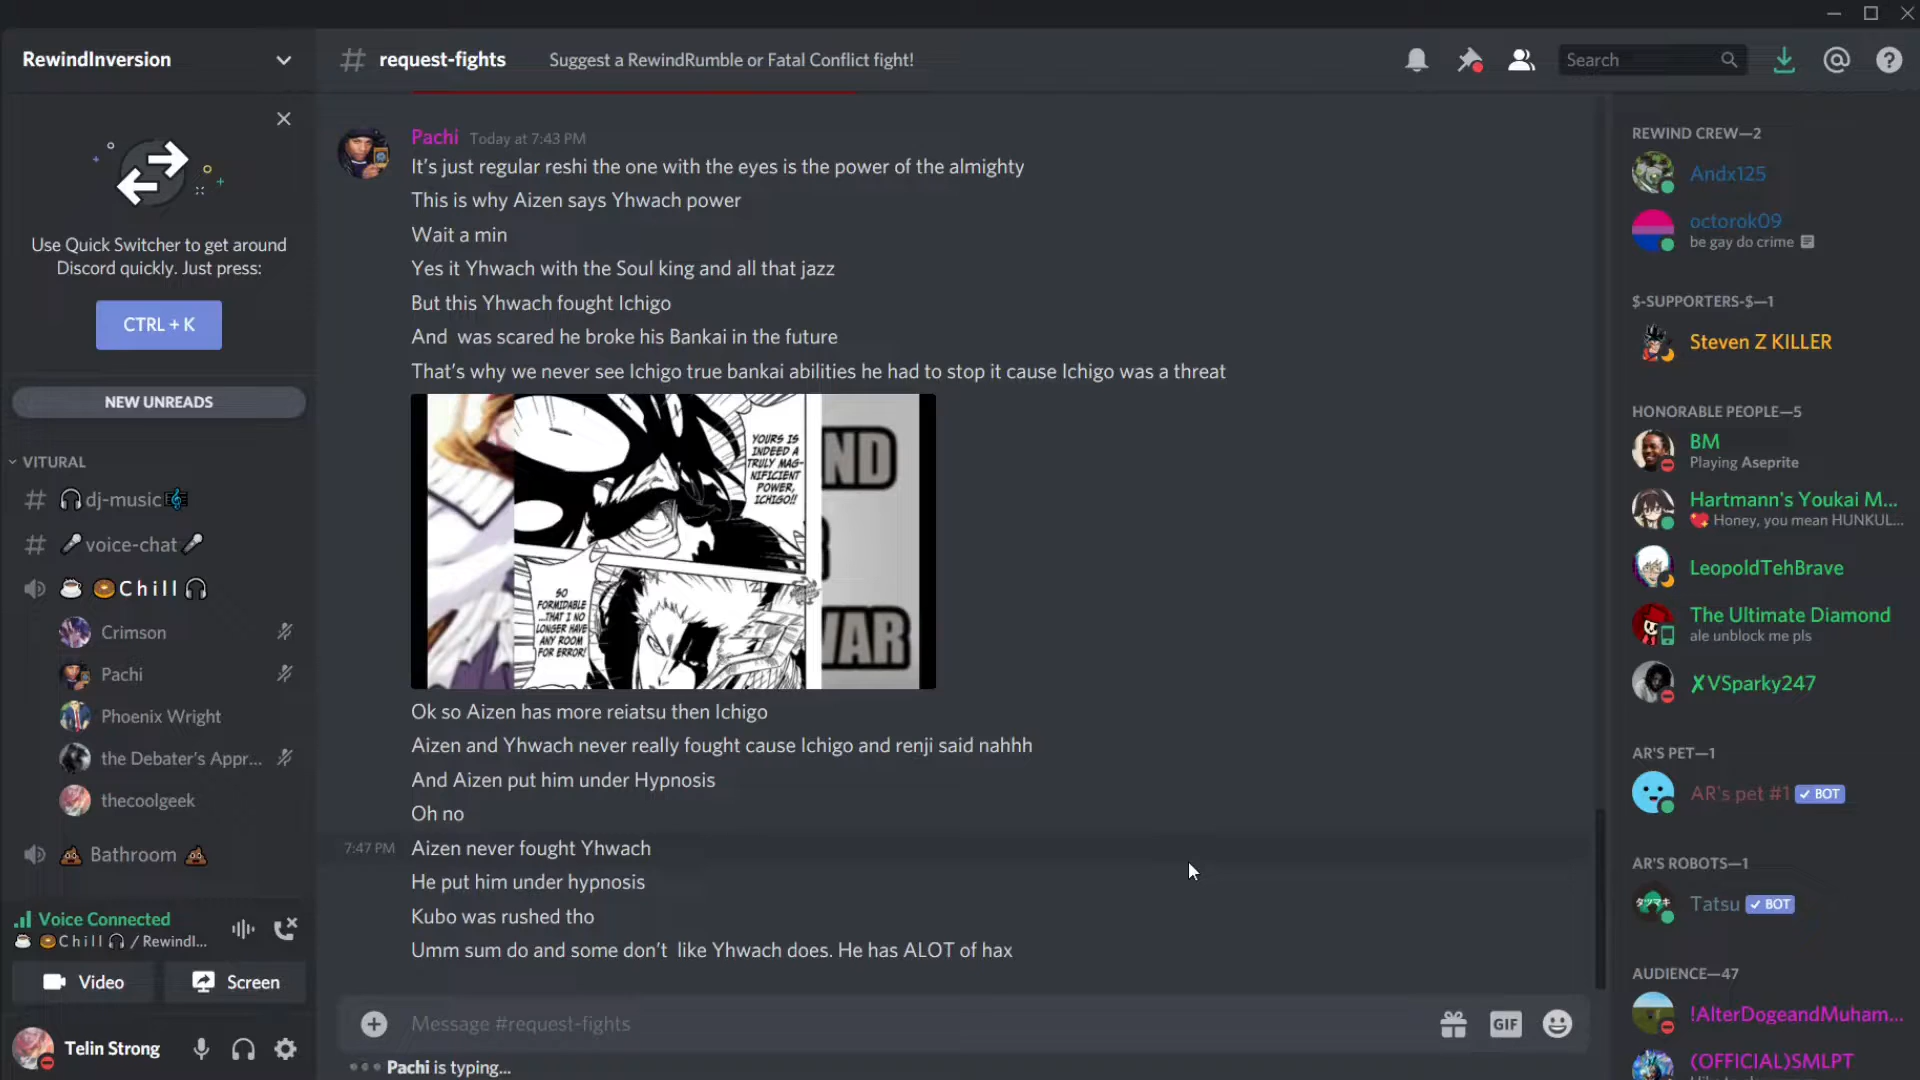 RewindInversion
request-fights
Suggest a RewindRumble or Fatal Conflict fight!
Search
Use Quick Switcher to get around
Discord quickly. Just press:
CTRL + K
NEW UNREADS
VITURAL
dj-music
voice-chat
Chill
Crimson
Pachi
Phoenix Wright
the Debater's Appr...
thecoolgeek
Bathroom
Voice Connected
Chill / RewindI...
Video
Screen
Telin Strong
Pachi Today at 7:43 PM
It's just regular reshi the one with the eyes is the power of the almighty
This is why Aizen says Yhwach power
Wait a min
Yes it Yhwach with the Soul king and all that jazz
But this Yhwach fought Ichigo
And was scared he broke his Bankai in the future
That's why we never see Ichigo true bankai abilities he had to stop it cause Ichigo was a threat
YOURS IS
INDEED A
TRULY MAG-
NIFICIENT
POWER,
ICHIGO!!
SO
FORMIDABLE
...THAT I NO
LONGER HAVE
ANY ROOM
FOR ERROR!
ND
WAR
Ok so Aizen has more reiatsu then Ichigo
Aizen and Yhwach never really fought cause Ichigo and renji said nahhh
And Aizen put him under Hypnosis
Oh no
7:47 PM Aizen never fought Yhwach
He put him under hypnosis
Kubo was rushed tho
Umm sum do and some don't like Yhwach does. He has ALOT of hax
Message #request-fights
GIF
Pachi is typing...
REWIND CREW—2
Andx125
octorok09
be gay do crime
$-SUPPORTERS-$—1
Steven Z KILLER
HONORABLE PEOPLE—5
BM
Playing Aseprite
Hartmann's Youkai M...
Honey, you mean HUNKUL...
LeopoldTehBrave
The Ultimate Diamond
ale unblock me pls
✗VSparky247
AR'S PET—1
AR's pet #1 BOT
AR'S ROBOTS—1
Tatsu BOT
AUDIENCE—47
!AlterDogeandMuham...
(OFFICIAL)SMLPT